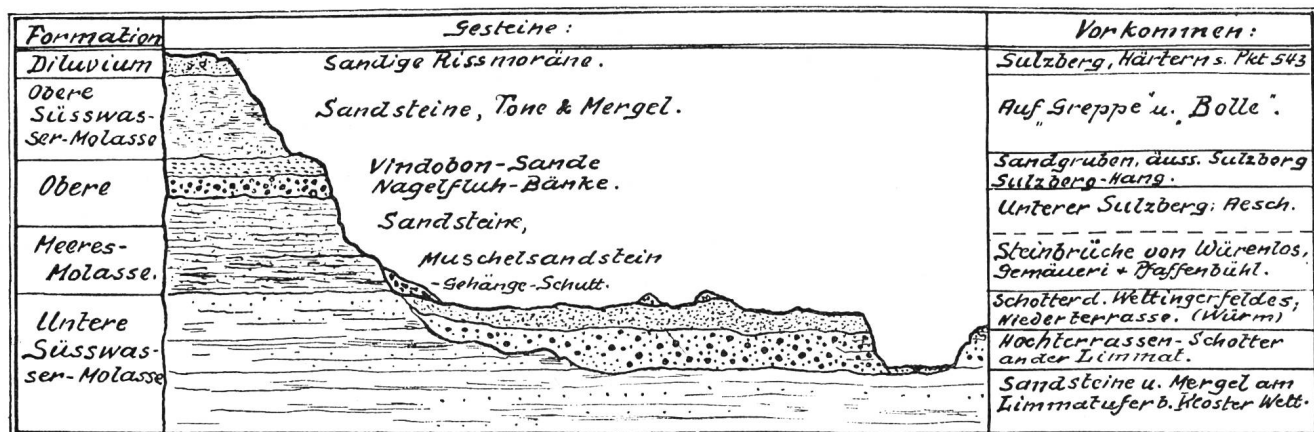 Formation
Gesteine:
Vorkommen:
Diluvium
Sandige Rissmoräne.
Sulzberg, Härtern s. Pkt 543
Obere
Süsswas-
ser-Molasse
Sandsteine, Tone & Mergel.
Auf „Greppe" u. „Bolle".
Obere
Vindobon-Sande
Nagelfluh-Bänke.
Sandgruben, äuss. Sulzberg
Sulzberg-Hang.
Sandsteine,
Unterer Sulzberg; Aesch.
Meeres-
Molasse.
Muschelsandstein
Gehänge-Schutt.
Steinbrüche von Würenlos,
Gemäueri + Pfaffenbühl.
Untere
Süsswas-
ser-Molasse
Schotter d. Wettingerfeldes,
Niederterrasse. (Würm)
Hochterrassen-Schotter
an der Limmat.
Sandsteine u. Mergel am
Limmatufer b. Kloster Wett.